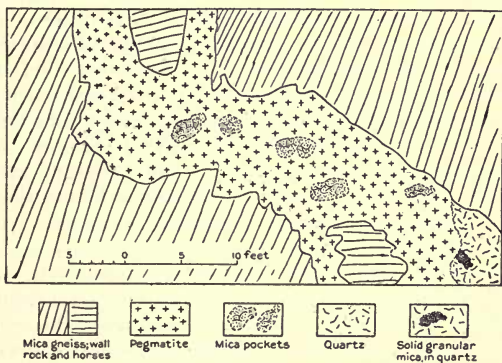 5 0 5 10 feet
Mica gneiss; wall
rock and horses
Pegmatite
Mica pockets
Quartz
Solid granular
mica, in quartz